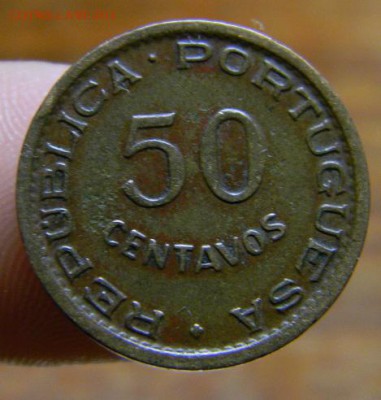 REPUBLICA · PORTUGUESA ·
50
CENTAVOS